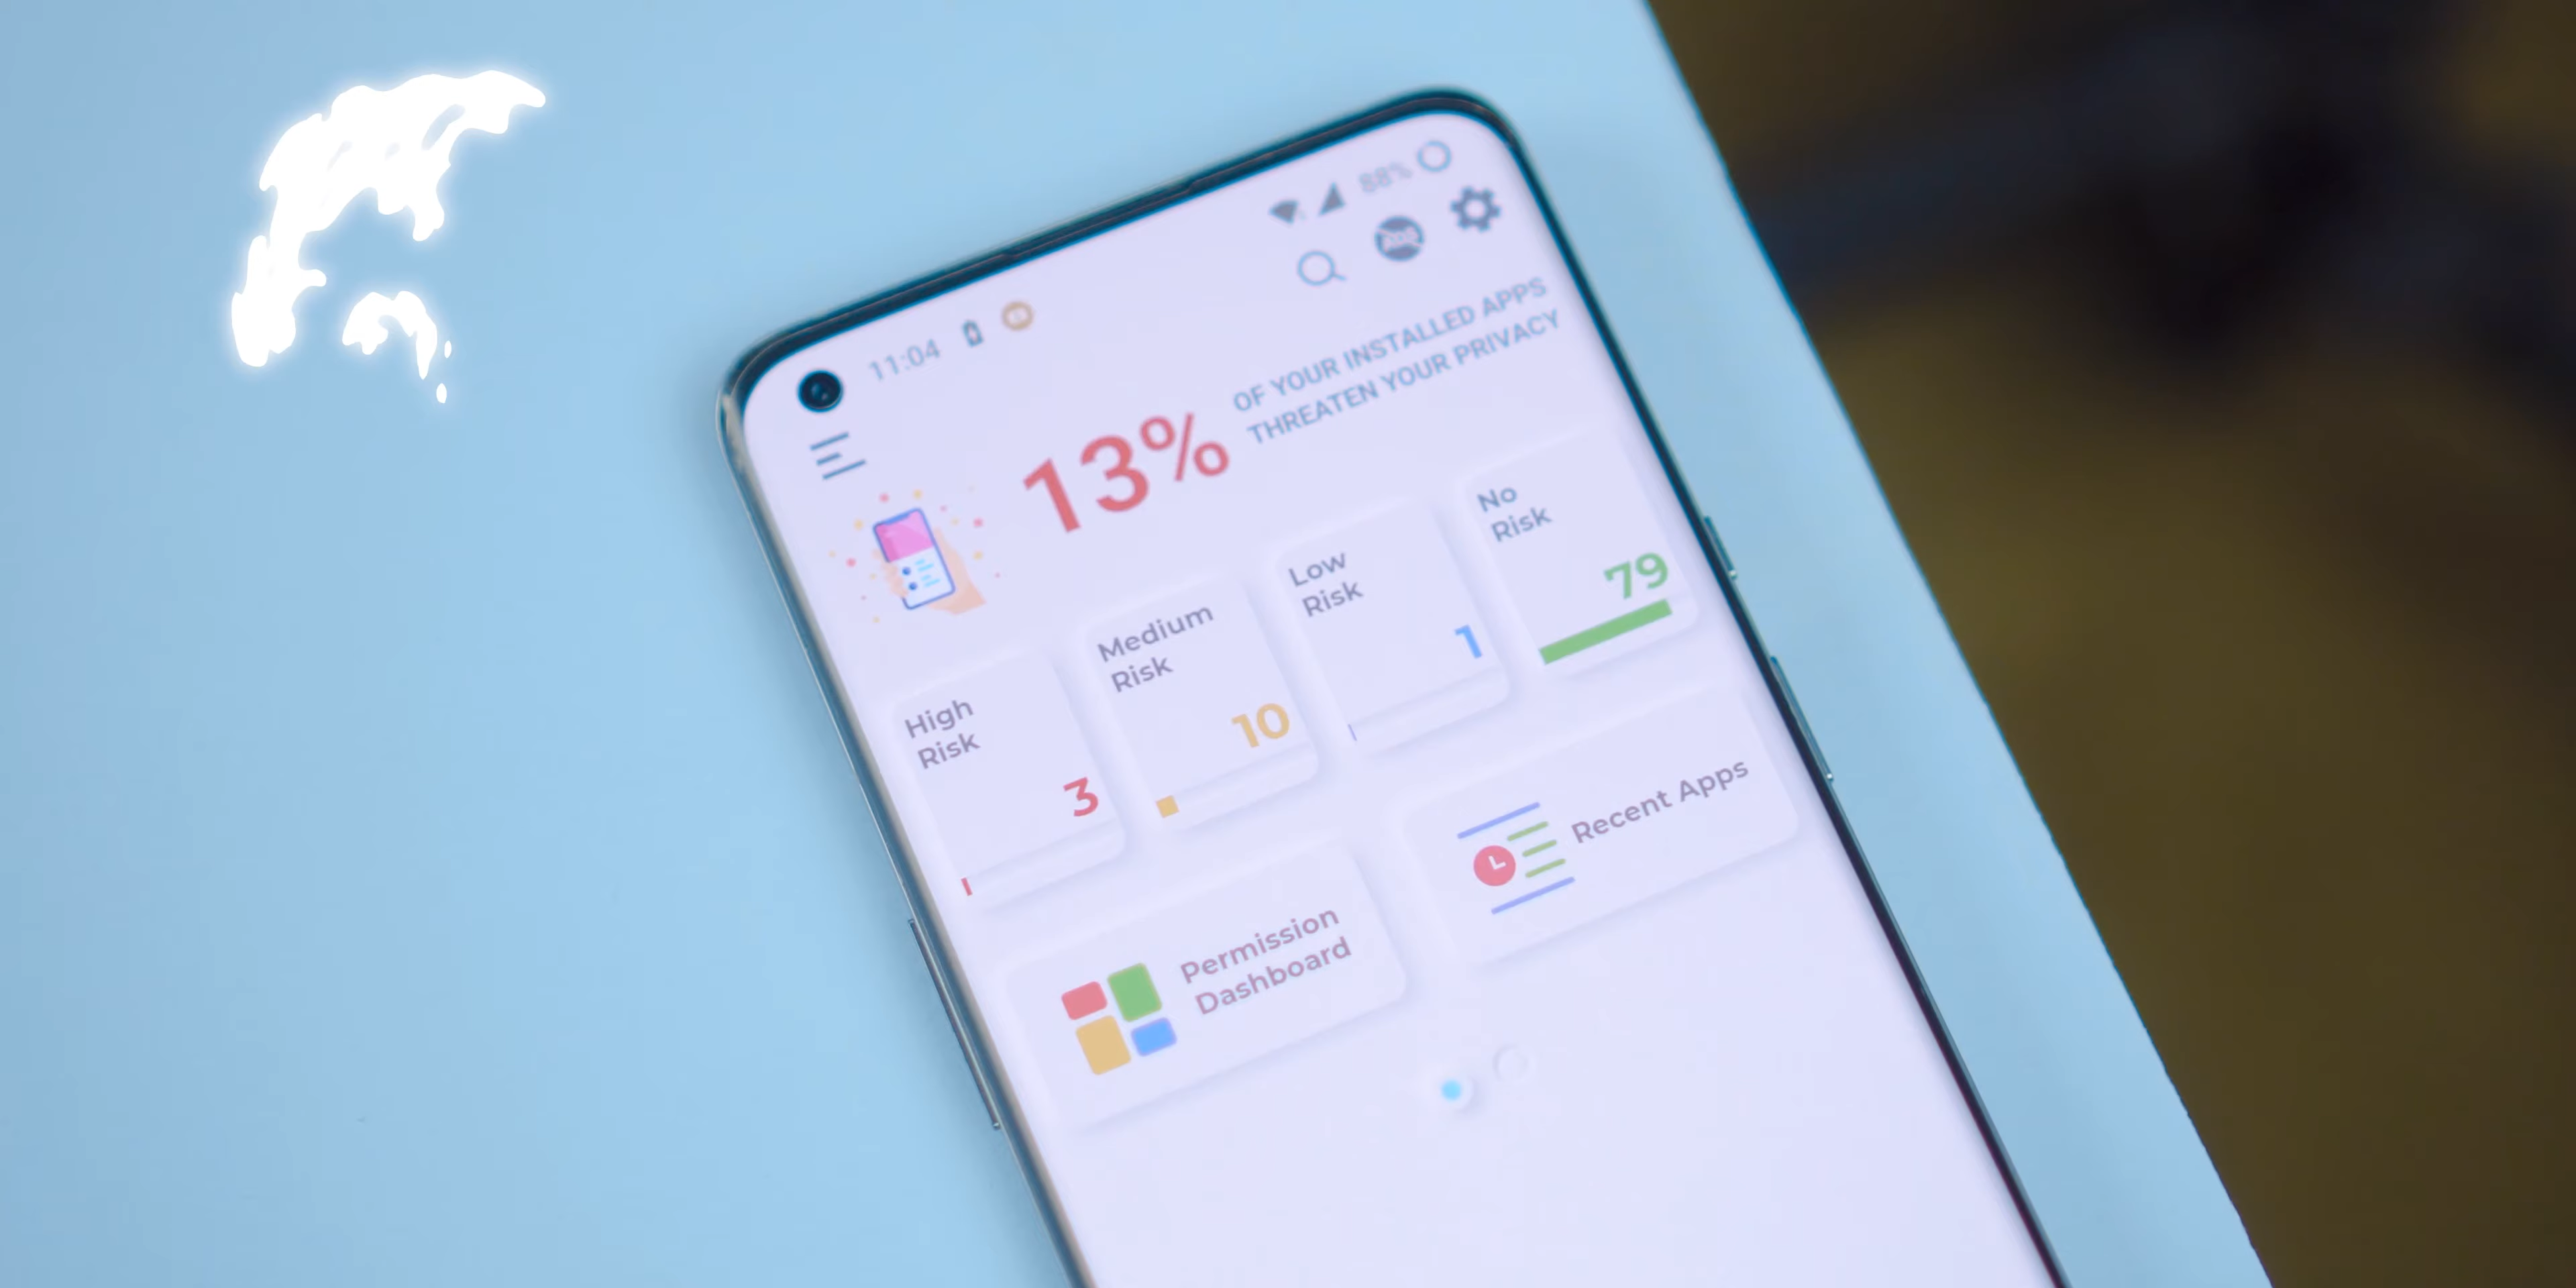 11:04
88%
13%
OF YOUR INSTALLED APPS
THREATEN YOUR PRIVACY
High
Risk
3
Medium
Risk
10
Low
Risk
1
No
Risk
79
Permission
Dashboard
Recent Apps